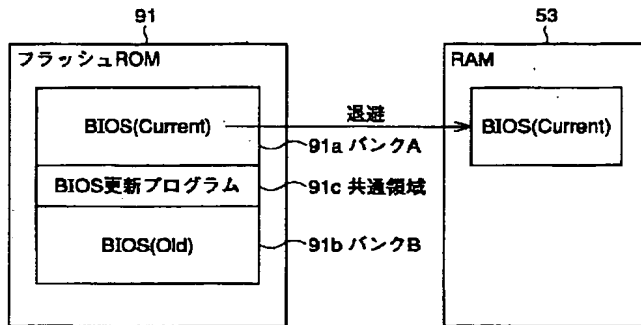 91
53
フラッシュROM
RAM
BIOS(Current)
退避
BIOS(Current)
91a バンクA
BIOS更新プログラム
91c 共通領域
BIOS(Old)
91b バンクB